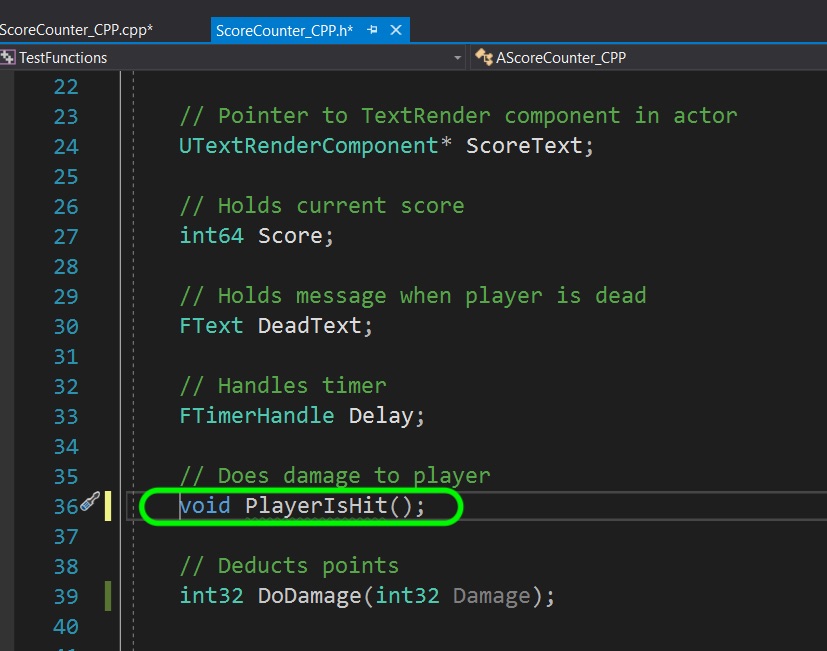 ScoreCounter_CPP.cpp*
ScoreCounter_CPP.h*
TestFunctions
AScoreCounter_CPP
22
23 // Pointer to TextRender component in actor
24 UTextRenderComponent* ScoreText;
25
26 // Holds current score
27 int64 Score;
28
29 // Holds message when player is dead
30 FText DeadText;
31
32 // Handles timer
33 FTimerHandle Delay;
34
35 // Does damage to player
36 void PlayerIsHit();
37
38 // Deducts points
39 int32 DoDamage(int32 Damage);
40